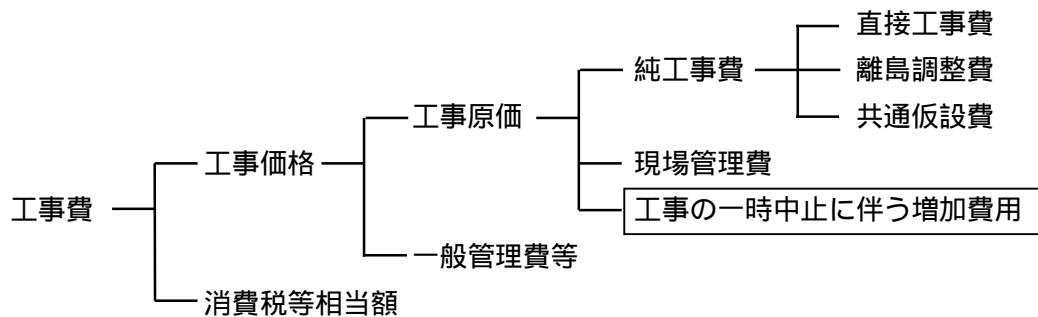 直接工事費
純工事費
離島調整費
工事原価
共通仮設費
工事価格
現場管理費
工事費
工事の一時中止に伴う増加費用
一般管理費等
消費税等相当額